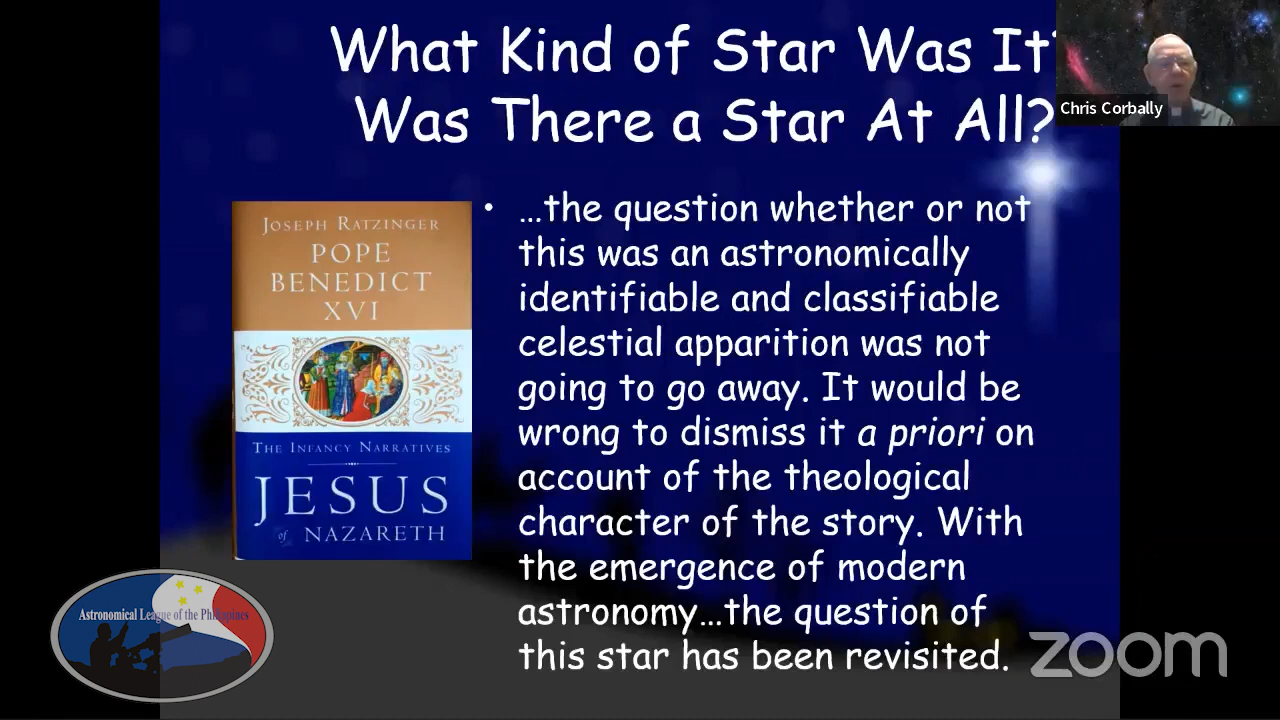 What Kind of Star Was It?
Was There a Star At All?
Chris Corbally
JOSEPH RATZINGER
POPE
BENEDICT
XVI
THE INFANCY NARRATIVES
JESUS
of NAZARETH
• …the question whether or not
this was an astronomically
identifiable and classifiable
celestial apparition was not
going to go away. It would be
wrong to dismiss it a priori on
account of the theological
character of the story. With
the emergence of modern
astronomy…the question of
this star has been revisited.
Astronomical League of the Philippines
zoom